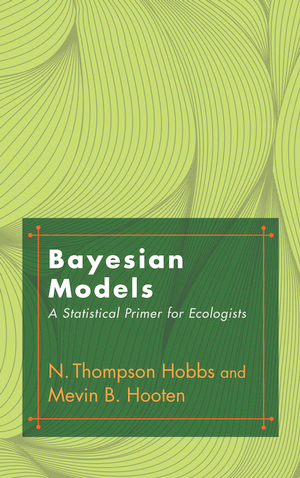 Bayesian
Models
A Statistical Primer for Ecologists
N. Thompson Hobbs and
Mevin B. Hooten